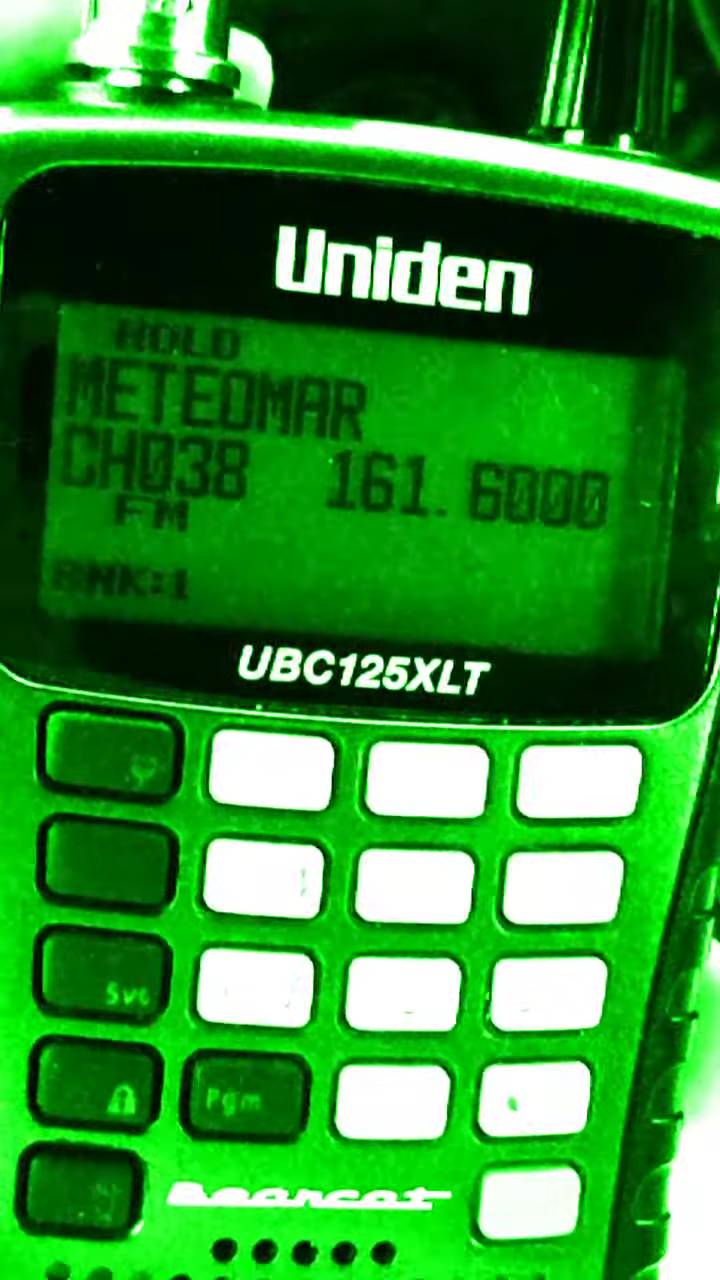 Uniden
HOLD
METEOMAR
CH038 161.6000
FM
BNK:1
UBC125XLT
Svc
Pgm
Bearcat